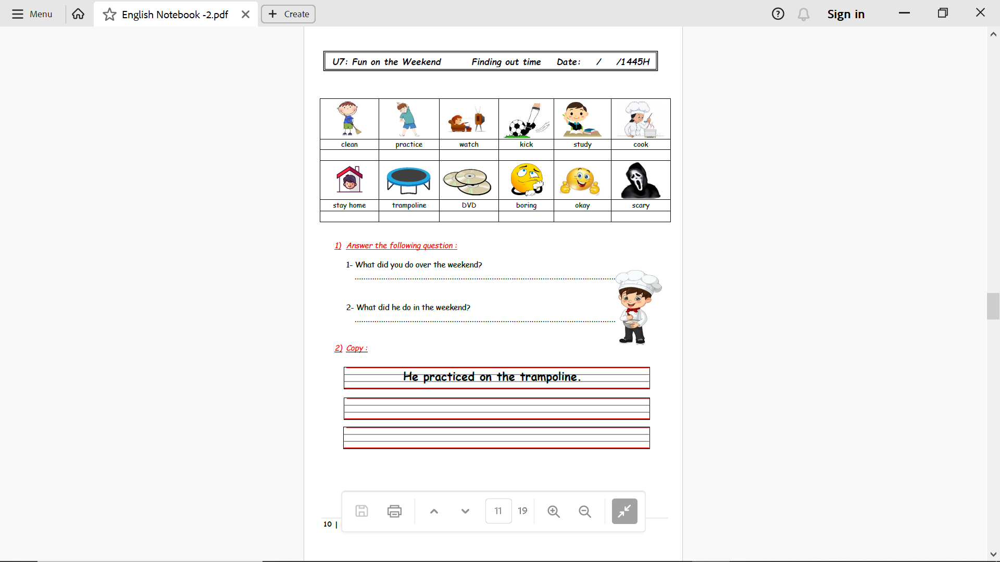 Menu
English Notebook -2.pdf
Create
Sign in
U7: Fun on the Weekend Finding out time Date: / /1445H
clean practice watch kick study cook
stay home trampoline DVD boring okay scary
1) Answer the following question :
1- What did you do over the weekend?
2- What did he do in the weekend?
2) Copy :
He practiced on the trampoline.
11 19
10 |